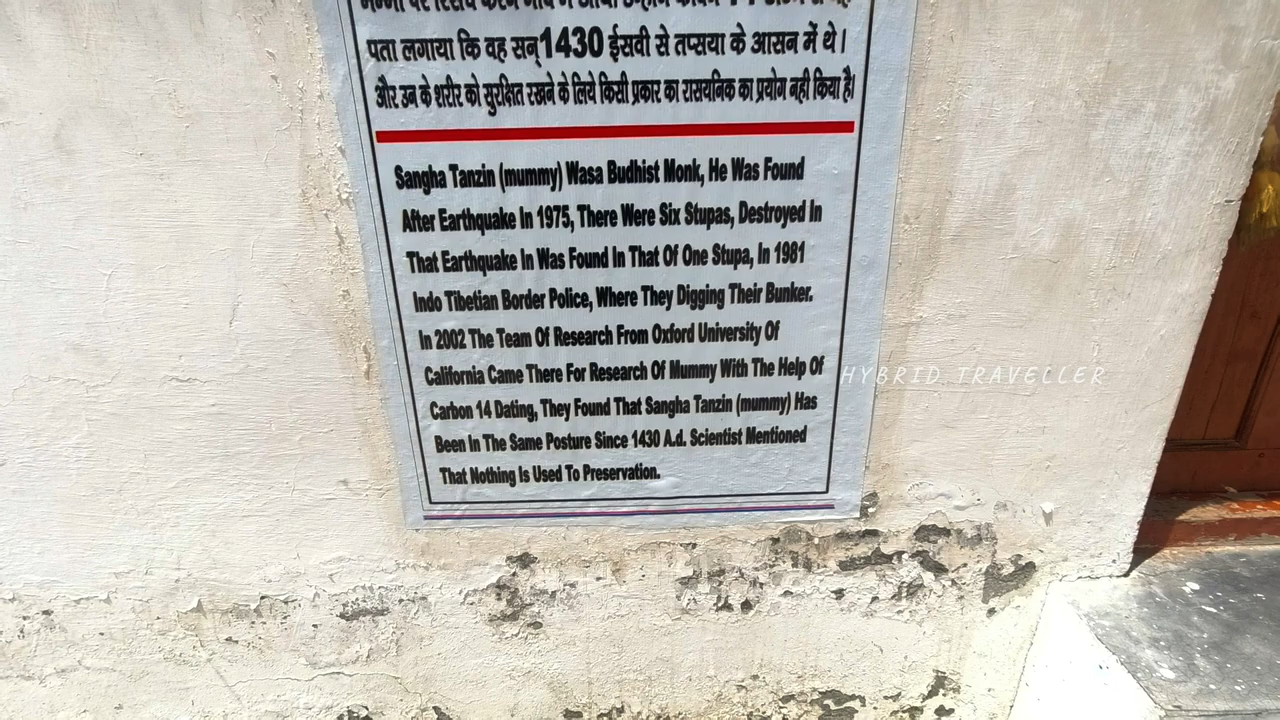 पता लगाया कि वह सन् 1430 ईसवी से तप्सया के आसन में थे।
और उन के शरीर को सुरक्षित रखने के लिये किसी प्रकार का रासयनिक का प्रयोग नही किया है।
Sangha Tanzin (mummy) Wasa Budhist Monk, He Was Found
After Earthquake In 1975, There Were Six Stupas, Destroyed In
That Earthquake In Was Found In That Of One Stupa, In 1981
Indo Tibetian Border Police, Where They Digging Their Bunker.
In 2002 The Team Of Research From Oxford University Of
California Came There For Research Of Mummy With The Help Of
Carbon 14 Dating, They Found That Sangha Tanzin (mummy) Has
Been In The Same Posture Since 1430 A.d. Scientist Mentioned
That Nothing Is Used To Preservation.
HYBRID TRAVELLER